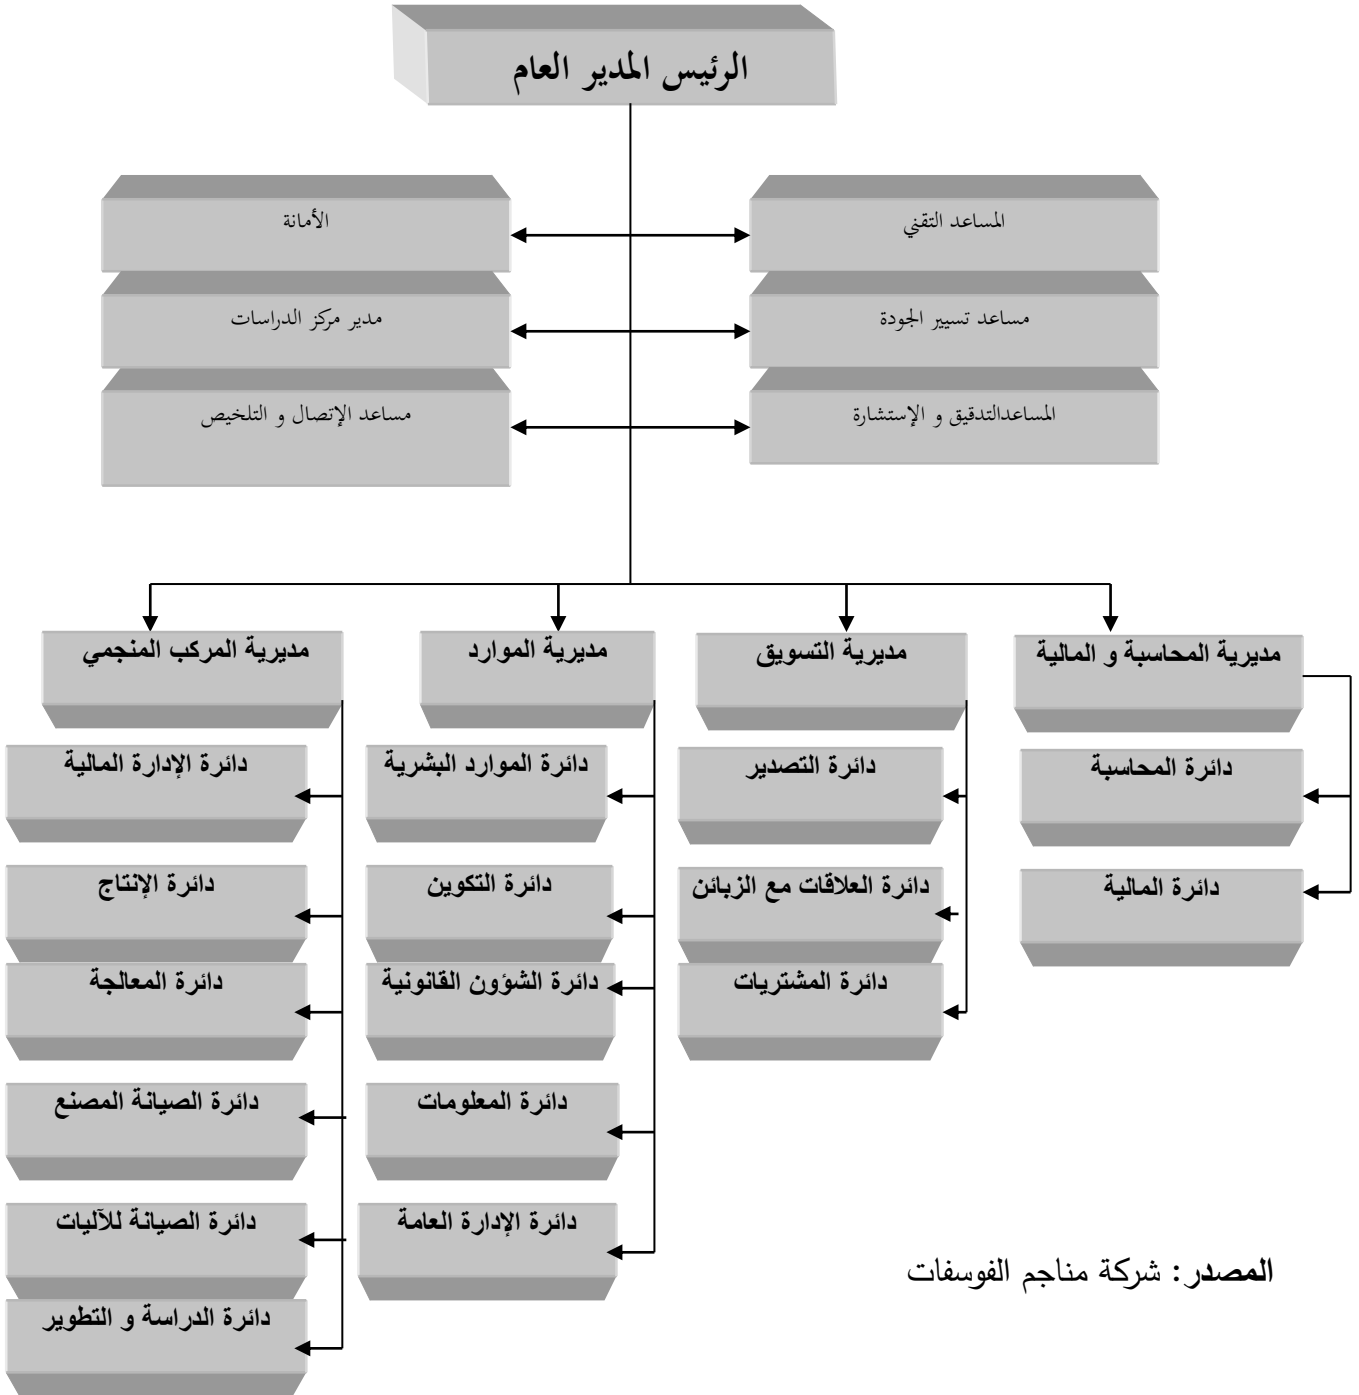 الرئيس المدير العام
المساعد التقني
الأمانة
مساعد تسيير الجودة
مدير مركز الدراسات
المساعدالتدقيق و الإستشارة
مساعد الإتصال و التلخيص
مديرية المحاسبة و المالية
مديرية التسويق
مديرية الموارد
مديرية المركب المنجمي
دائرة المحاسبة
دائرة التصدير
دائرة الموارد البشرية
دائرة الإدارة المالية
دائرة المالية
دائرة العلاقات مع الزبائن
دائرة التكوين
دائرة الإنتاج
دائرة المشتريات
دائرة الشؤون القانونية
دائرة المعالجة
دائرة المعلومات
دائرة الصيانة المصنع
دائرة الإدارة العامة
دائرة الصيانة للآليات
دائرة الدراسة و التطوير
المصدر: شركة مناجم الفوسفات